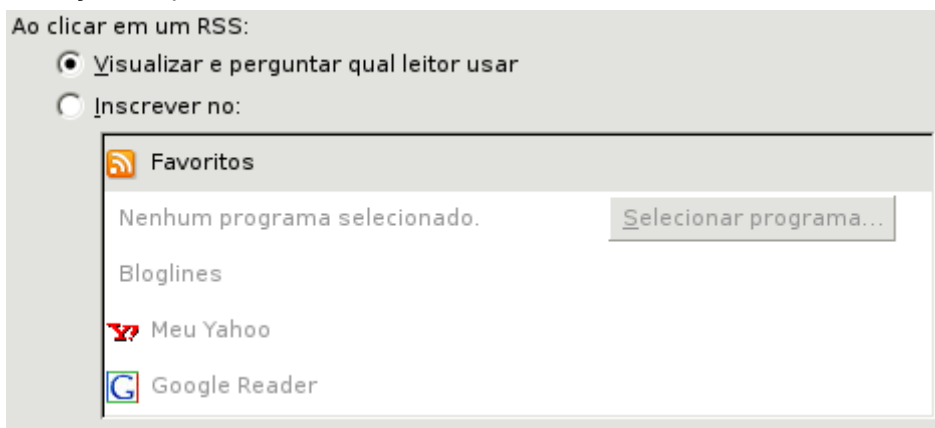 Ao clicar em um RSS:
Visualizar e perguntar qual leitor usar
Inscrever no:
Favoritos
Nenhum programa selecionado. Selecionar programa...
Bloglines
Meu Yahoo
Google Reader